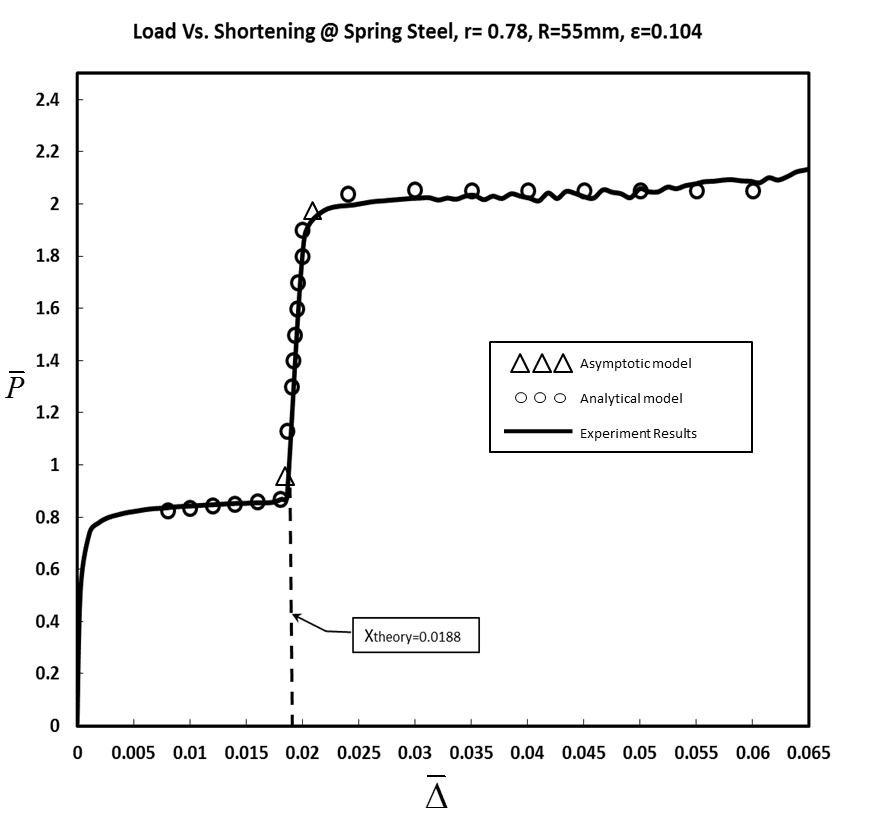 Load Vs. Shortening @ Spring Steel, r= 0.78, R=55mm, ε=0.104
2.4
2.2
2
1.8
1.6
1.4
1.2
1
0.8
0.6
0.4
0.2
0
P̅
Asymptotic model
Analytical model
Experiment Results
Xtheory=0.0188
0 0.005 0.01 0.015 0.02 0.025 0.03 0.035 0.04 0.045 0.05 0.055 0.06 0.065
Δ̅